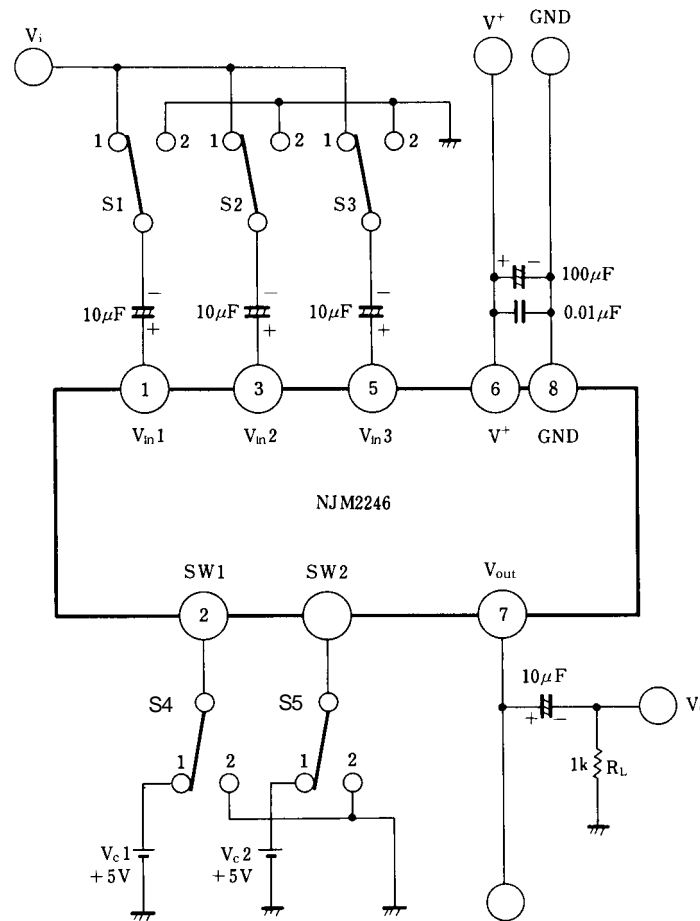 Vi
V+ GND
1 2 1 2 1 2
S1 S2 S3
+ − 100μF
− − −
10μF 10μF 10μF 0.01μF
+ + +
1 3 5 6 8
Vin1 Vin2 Vin3 V+ GND
NJM2246
SW1 SW2 Vout
2 7
10μF
S4 S5 + − V
1 2 1 2 1k RL
Vc1 Vc2
+5V +5V